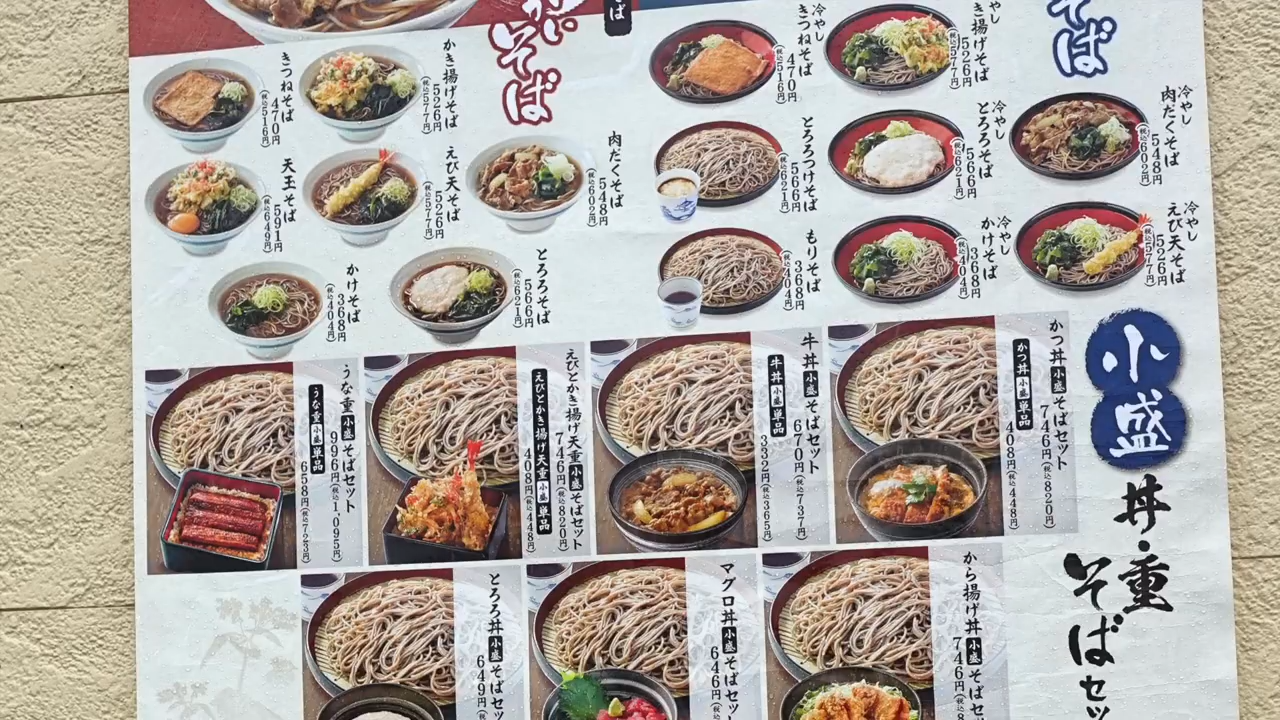 そば
かいそば
そば
きつねそば
470円
(税込516円)
かき揚げそば
526円
(税込577円)
天玉そば
591円
(税込649円)
えび天そば
526円
(税込577円)
肉だくそば
548円
(税込602円)
かけそば
368円
(税込404円)
とろろそば
566円
(税込621円)
冷やし
きつねそば
470円
(税込516円)
き揚げそば
526円
(税込577円)
とろろつけそば
566円
(税込621円)
冷やし
とろろそば
566円
(税込621円)
冷やし
肉だくそば
548円
(税込602円)
もりそば
368円
(税込404円)
冷やし
かけそば
368円
(税込404円)
冷やし
えび天そば
526円
(税込577円)
小盛
丼・重
そばセッ
かつ丼小盛そばセット
746円(税込820円)
かつ丼小盛単品
408円(税込448円)
牛丼小盛そばセット
670円(税込737円)
牛丼小盛単品
332円(税込365円)
えびとかき揚げ天重小盛そばセット
746円(税込820円)
えびとかき揚げ天重小盛単品
408円(税込448円)
うな重小盛そばセット
996円(税込1,095円)
うな重小盛単品
658円(税込723円)
から揚げ丼小盛そばセッ
746円(税込8
マグロ丼小盛そばセット
646円(税込
とろろ丼小盛そばセット
649円(税込